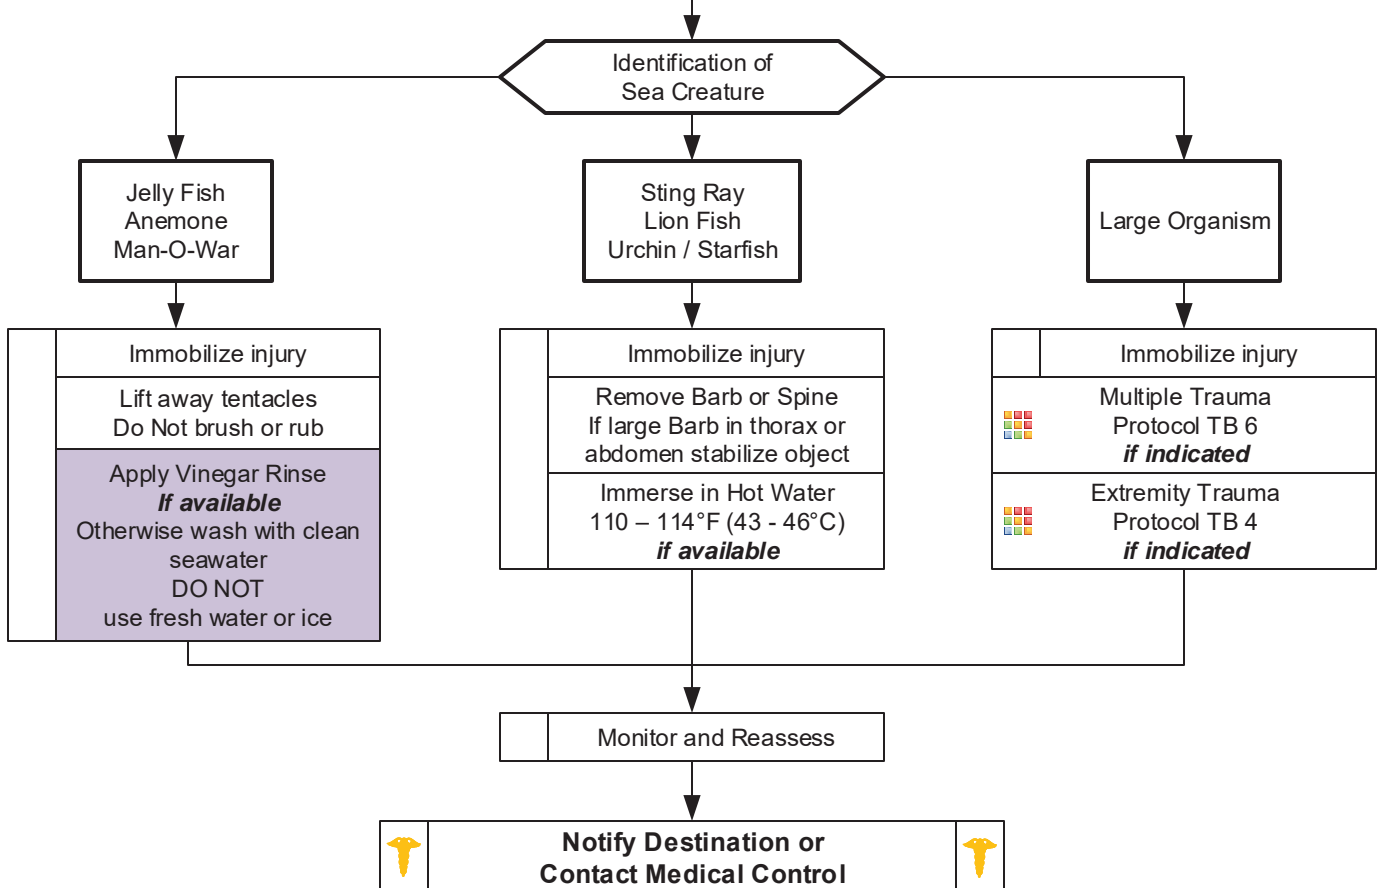 Identification of
Sea Creature
Jelly Fish
Anemone
Man-O-War
Sting Ray
Lion Fish
Urchin / Starfish
Large Organism
Immobilize injury
Lift away tentacles
Do Not brush or rub
Apply Vinegar Rinse
If available
Otherwise wash with clean
seawater
DO NOT
use fresh water or ice
Immobilize injury
Remove Barb or Spine
If large Barb in thorax or
abdomen stabilize object
Immerse in Hot Water
110 – 114°F (43 - 46°C)
if available
Immobilize injury
Multiple Trauma
Protocol TB 6
if indicated
Extremity Trauma
Protocol TB 4
if indicated
Monitor and Reassess
Notify Destination or
Contact Medical Control